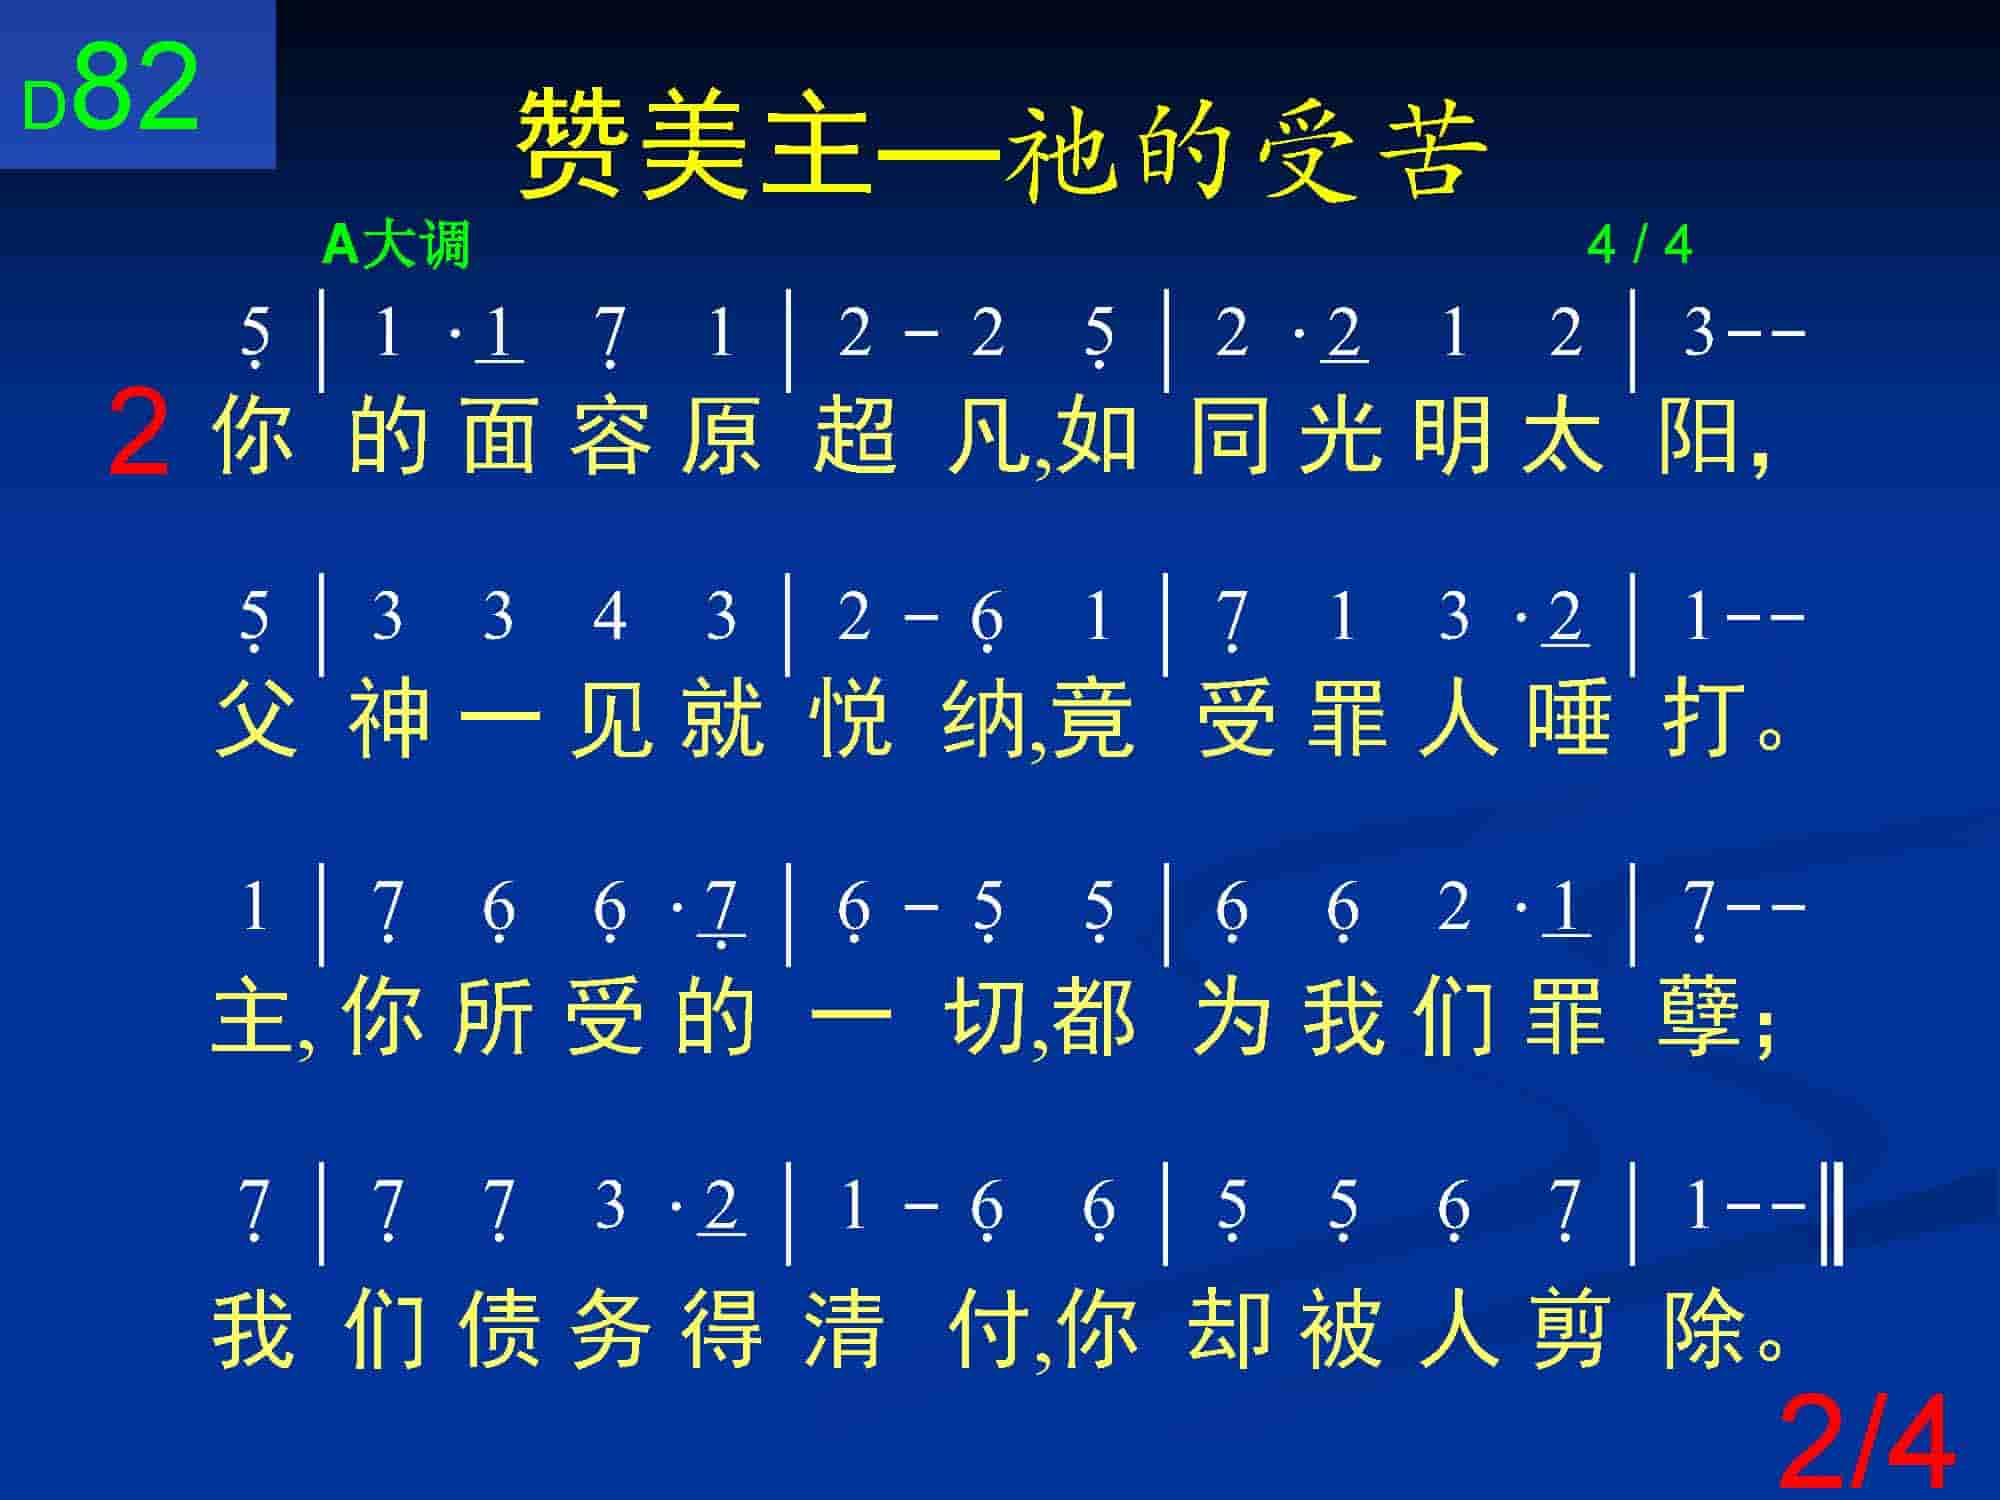 D82
赞美主—祂的受苦
A大调 4 / 4
5̣ | 1 · 1̲ 7̣ 1 | 2 - 2 5̣ | 2 · 2̲ 1 2 | 3 - -
2 你 的 面 容 原 超 凡,如 同 光 明 太 阳,
5̣ | 3 3 4 3 | 2 - 6̣ 1 | 7̣ 1 3 · 2̲ | 1 - -
父 神 一 见 就 悦 纳,竟 受 罪 人 唾 打。
1 | 7̣ 6̣ 6̣ · 7̣̲ | 6̣ - 5̣ 5̣ | 6̣ 6̣ 2 · 1̲ | 7̣ - -
主, 你 所 受 的 一 切,都 为 我 们 罪 孽;
7̣ | 7̣ 7̣ 3 · 2̲ | 1 - 6̣ 6̣ | 5̣ 5̣ 6̣ 7̣ | 1 - - ‖
我 们 债 务 得 清 付,你 却 被 人 剪 除。
2/4